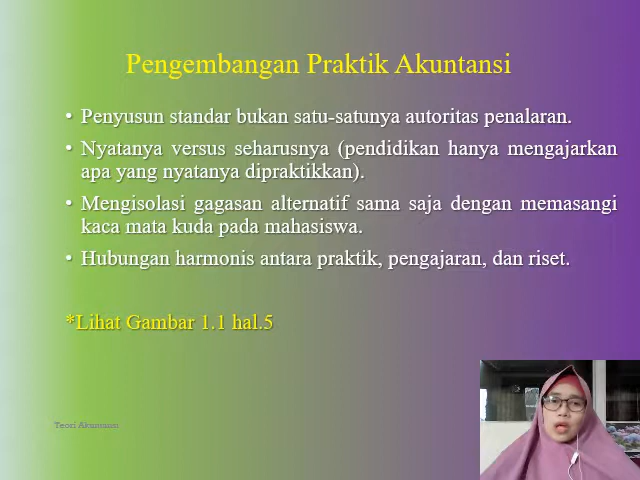 Pengembangan Praktik Akuntansi
• Penyusun standar bukan satu-satunya autoritas penalaran.
• Nyatanya versus seharusnya (pendidikan hanya mengajarkan
apa yang nyatanya dipraktikkan).
• Mengisolasi gagasan alternatif sama saja dengan memasangi
kaca mata kuda pada mahasiswa.
• Hubungan harmonis antara praktik, pengajaran, dan riset.
*Lihat Gambar 1.1 hal.5
Teori Akuntansi